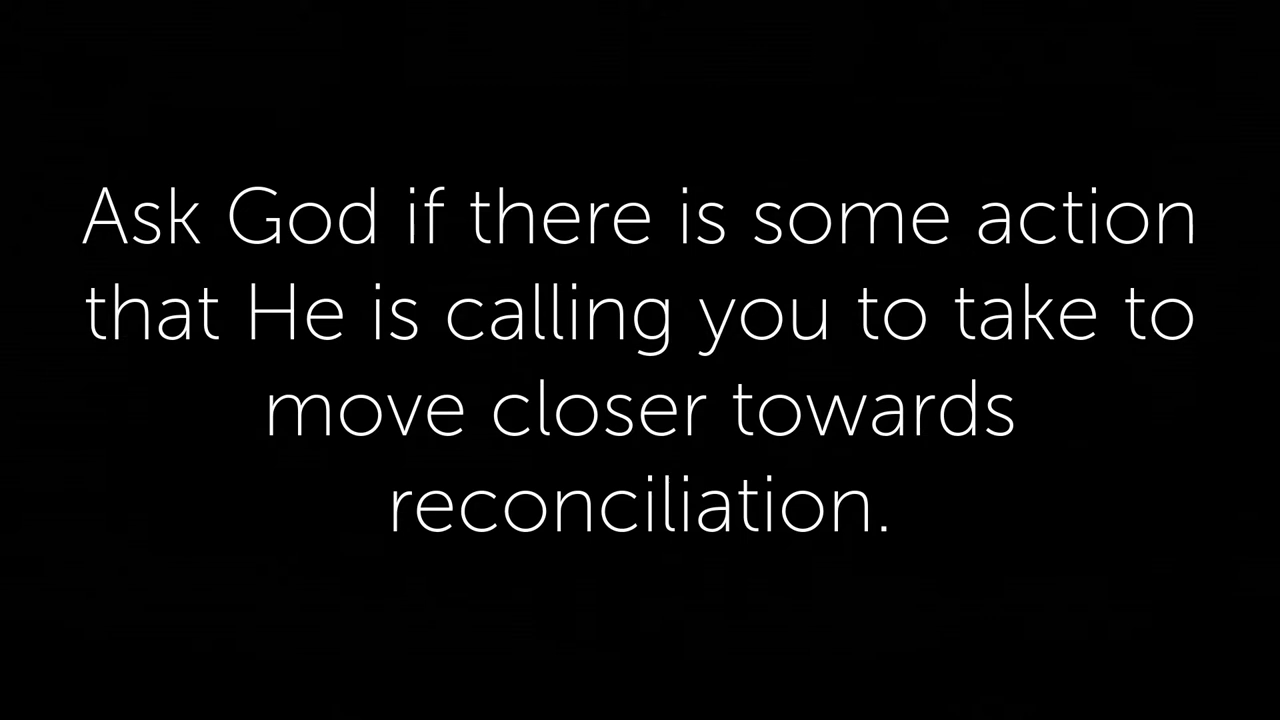 Ask God if there is some action
that He is calling you to take to
move closer towards
reconciliation.